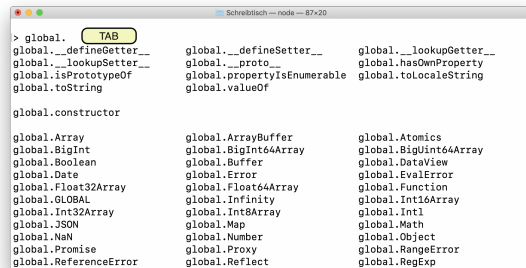 Schreibtisch — node — 87×20
> global. TAB
global.__defineGetter__ global.__defineSetter__ global.__lookupGetter__
global.__lookupSetter__ global.__proto__ global.hasOwnProperty
global.isPrototypeOf global.propertyIsEnumerable global.toLocaleString
global.toString global.valueOf
global.constructor
global.Array global.ArrayBuffer global.Atomics
global.BigInt global.BigInt64Array global.BigUint64Array
global.Boolean global.Buffer global.DataView
global.Date global.Error global.EvalError
global.Float32Array global.Float64Array global.Function
global.GLOBAL global.Infinity global.Int16Array
global.Int32Array global.Int8Array global.Intl
global.JSON global.Map global.Math
global.NaN global.Number global.Object
global.Promise global.Proxy global.RangeError
global.ReferenceError global.Reflect global.RegExp